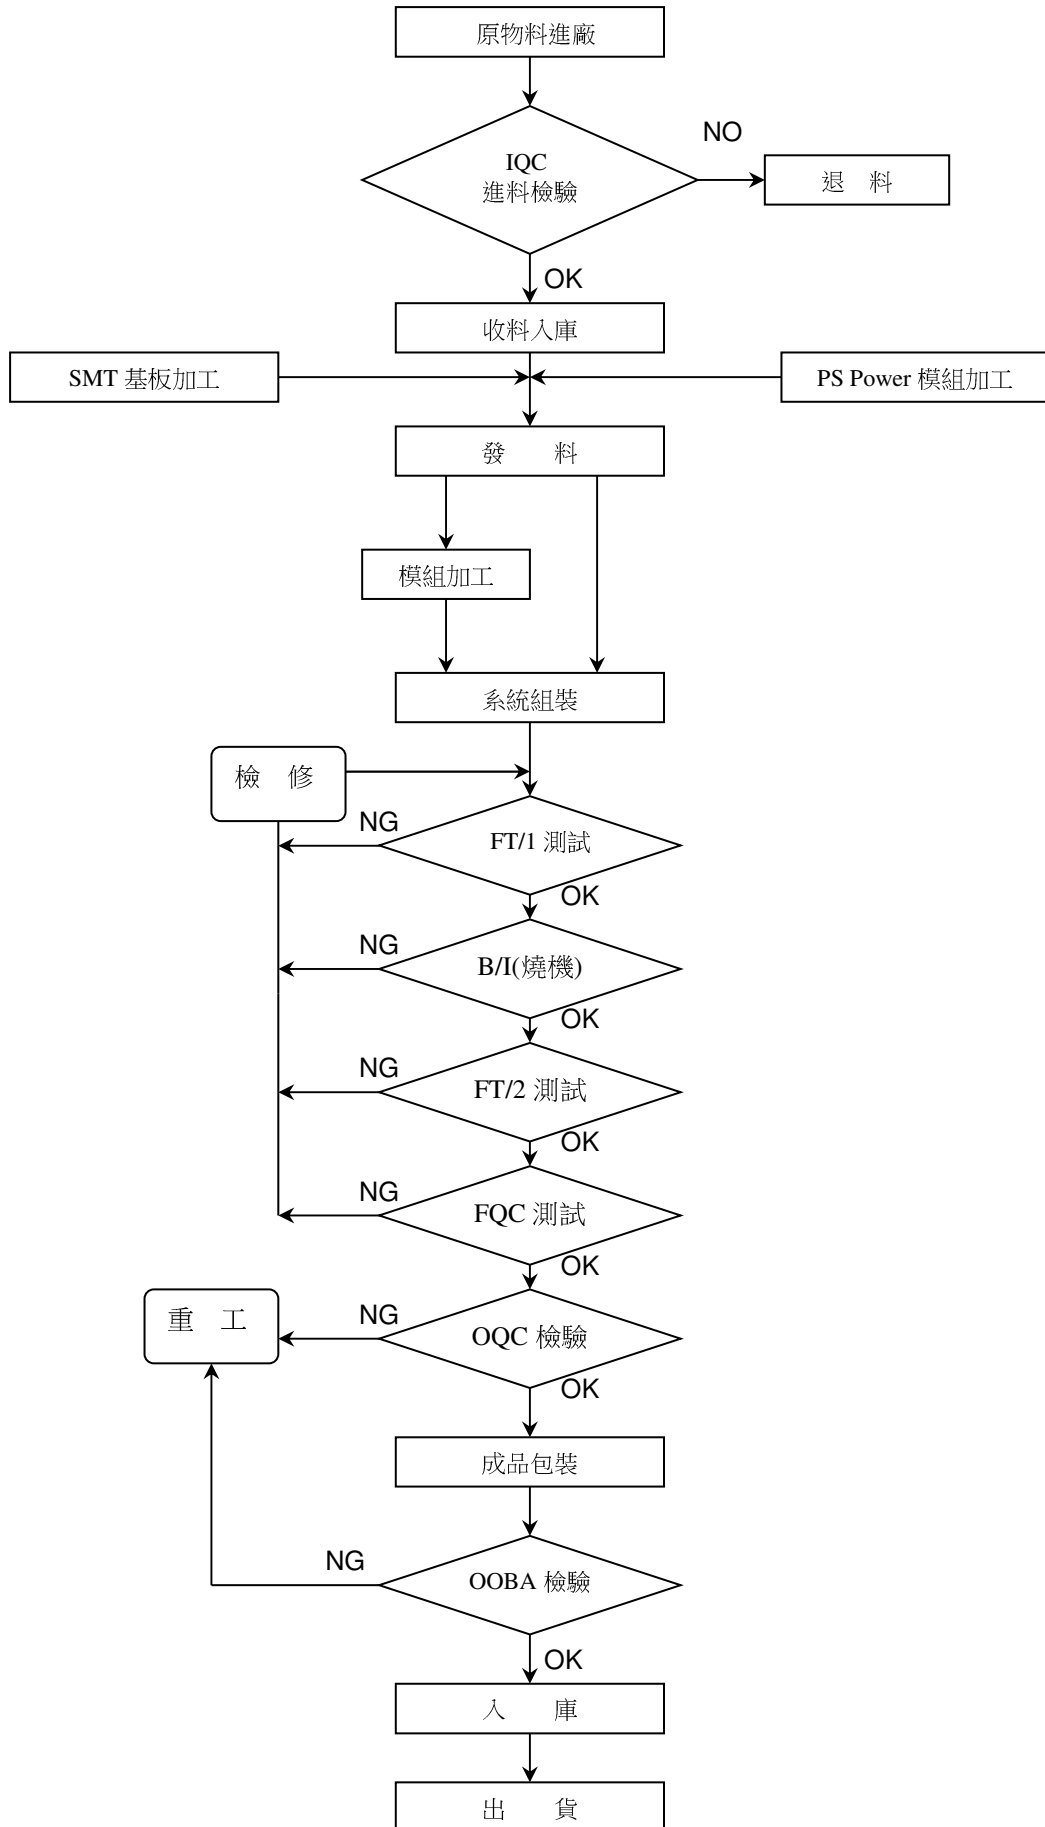 原物料進廠
NO
IQC
進料檢驗
退 料
OK
收料入庫
SMT 基板加工
PS Power 模組加工
發 料
模組加工
系統組裝
檢 修
NG
FT/1 測試
OK
NG
B/I(燒機)
OK
NG
FT/2 測試
OK
NG
FQC 測試
OK
重 工
NG
OQC 檢驗
OK
成品包裝
NG
OOBA 檢驗
OK
入 庫
出 貨